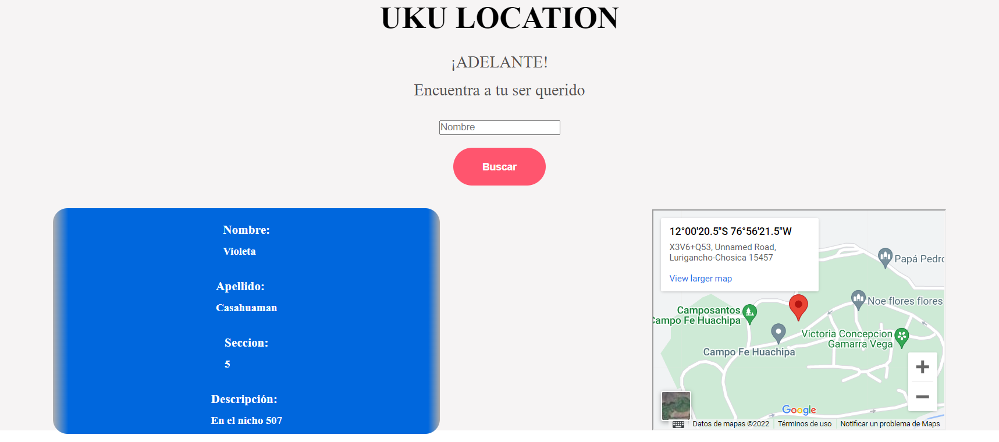 UKU LOCATION
¡ADELANTE!
Encuentra a tu ser querido
Nombre
Buscar
Nombre:
Violeta
Apellido:
Casahuaman
Seccion:
5
Descripción:
En el nicho 507
12°00'20.5"S 76°56'21.5"W
X3V6+Q53, Unnamed Road,
Lurigancho-Chosica 15457
View larger map
Papá Pedro
Noe flores flores
Camposantos
Campo Fe Huachipa
Victoria Concepcion
Gamarra Vega
Campo Fe Huachipa
Google
Datos de mapas ©2022
Términos de uso
Notificar un problema de Maps